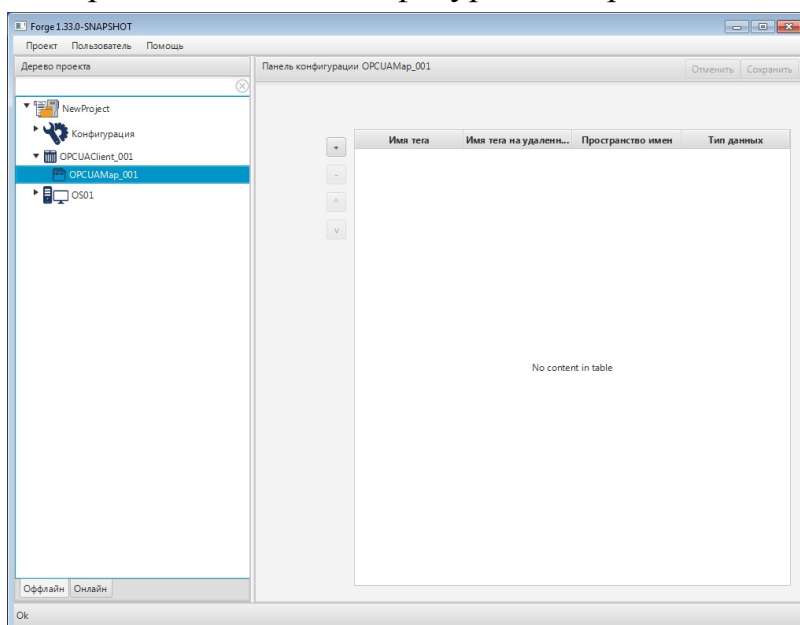 Forge 1.33.0-SNAPSHOT
Проект Пользователь Помощь
Дерево проекта
Панель конфигурации OPCUAMap_001
Отменить Сохранить
NewProject
Конфигурация
OPCUAClient_001
OPCUAMap_001
OS01
+
-
^
v
Имя тега Имя тега на удаленн... Пространство имен Тип данных
No content in table
Оффлайн Онлайн
Ok